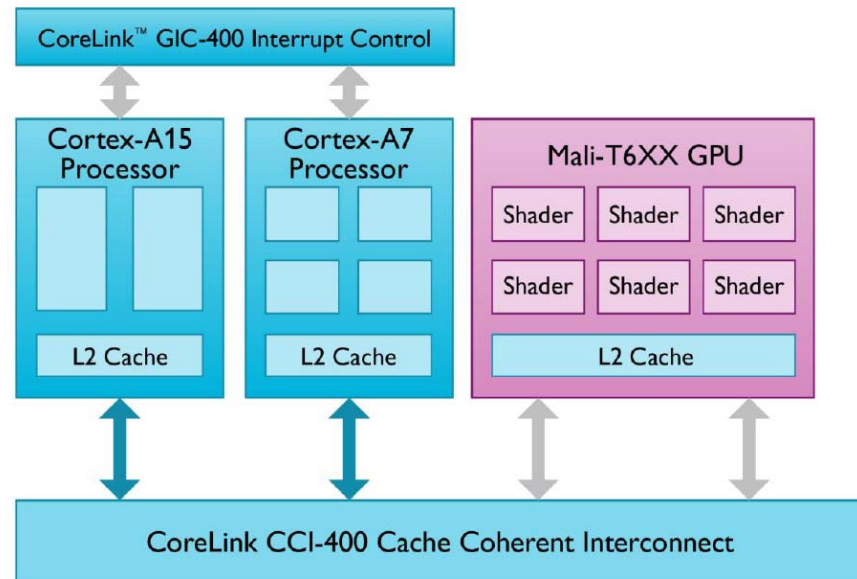 CoreLink™ GIC-400 Interrupt Control
Cortex-A15
Processor
L2 Cache
Cortex-A7
Processor
L2 Cache
Mali-T6XX GPU
Shader Shader Shader
Shader Shader Shader
L2 Cache
CoreLink CCI-400 Cache Coherent Interconnect